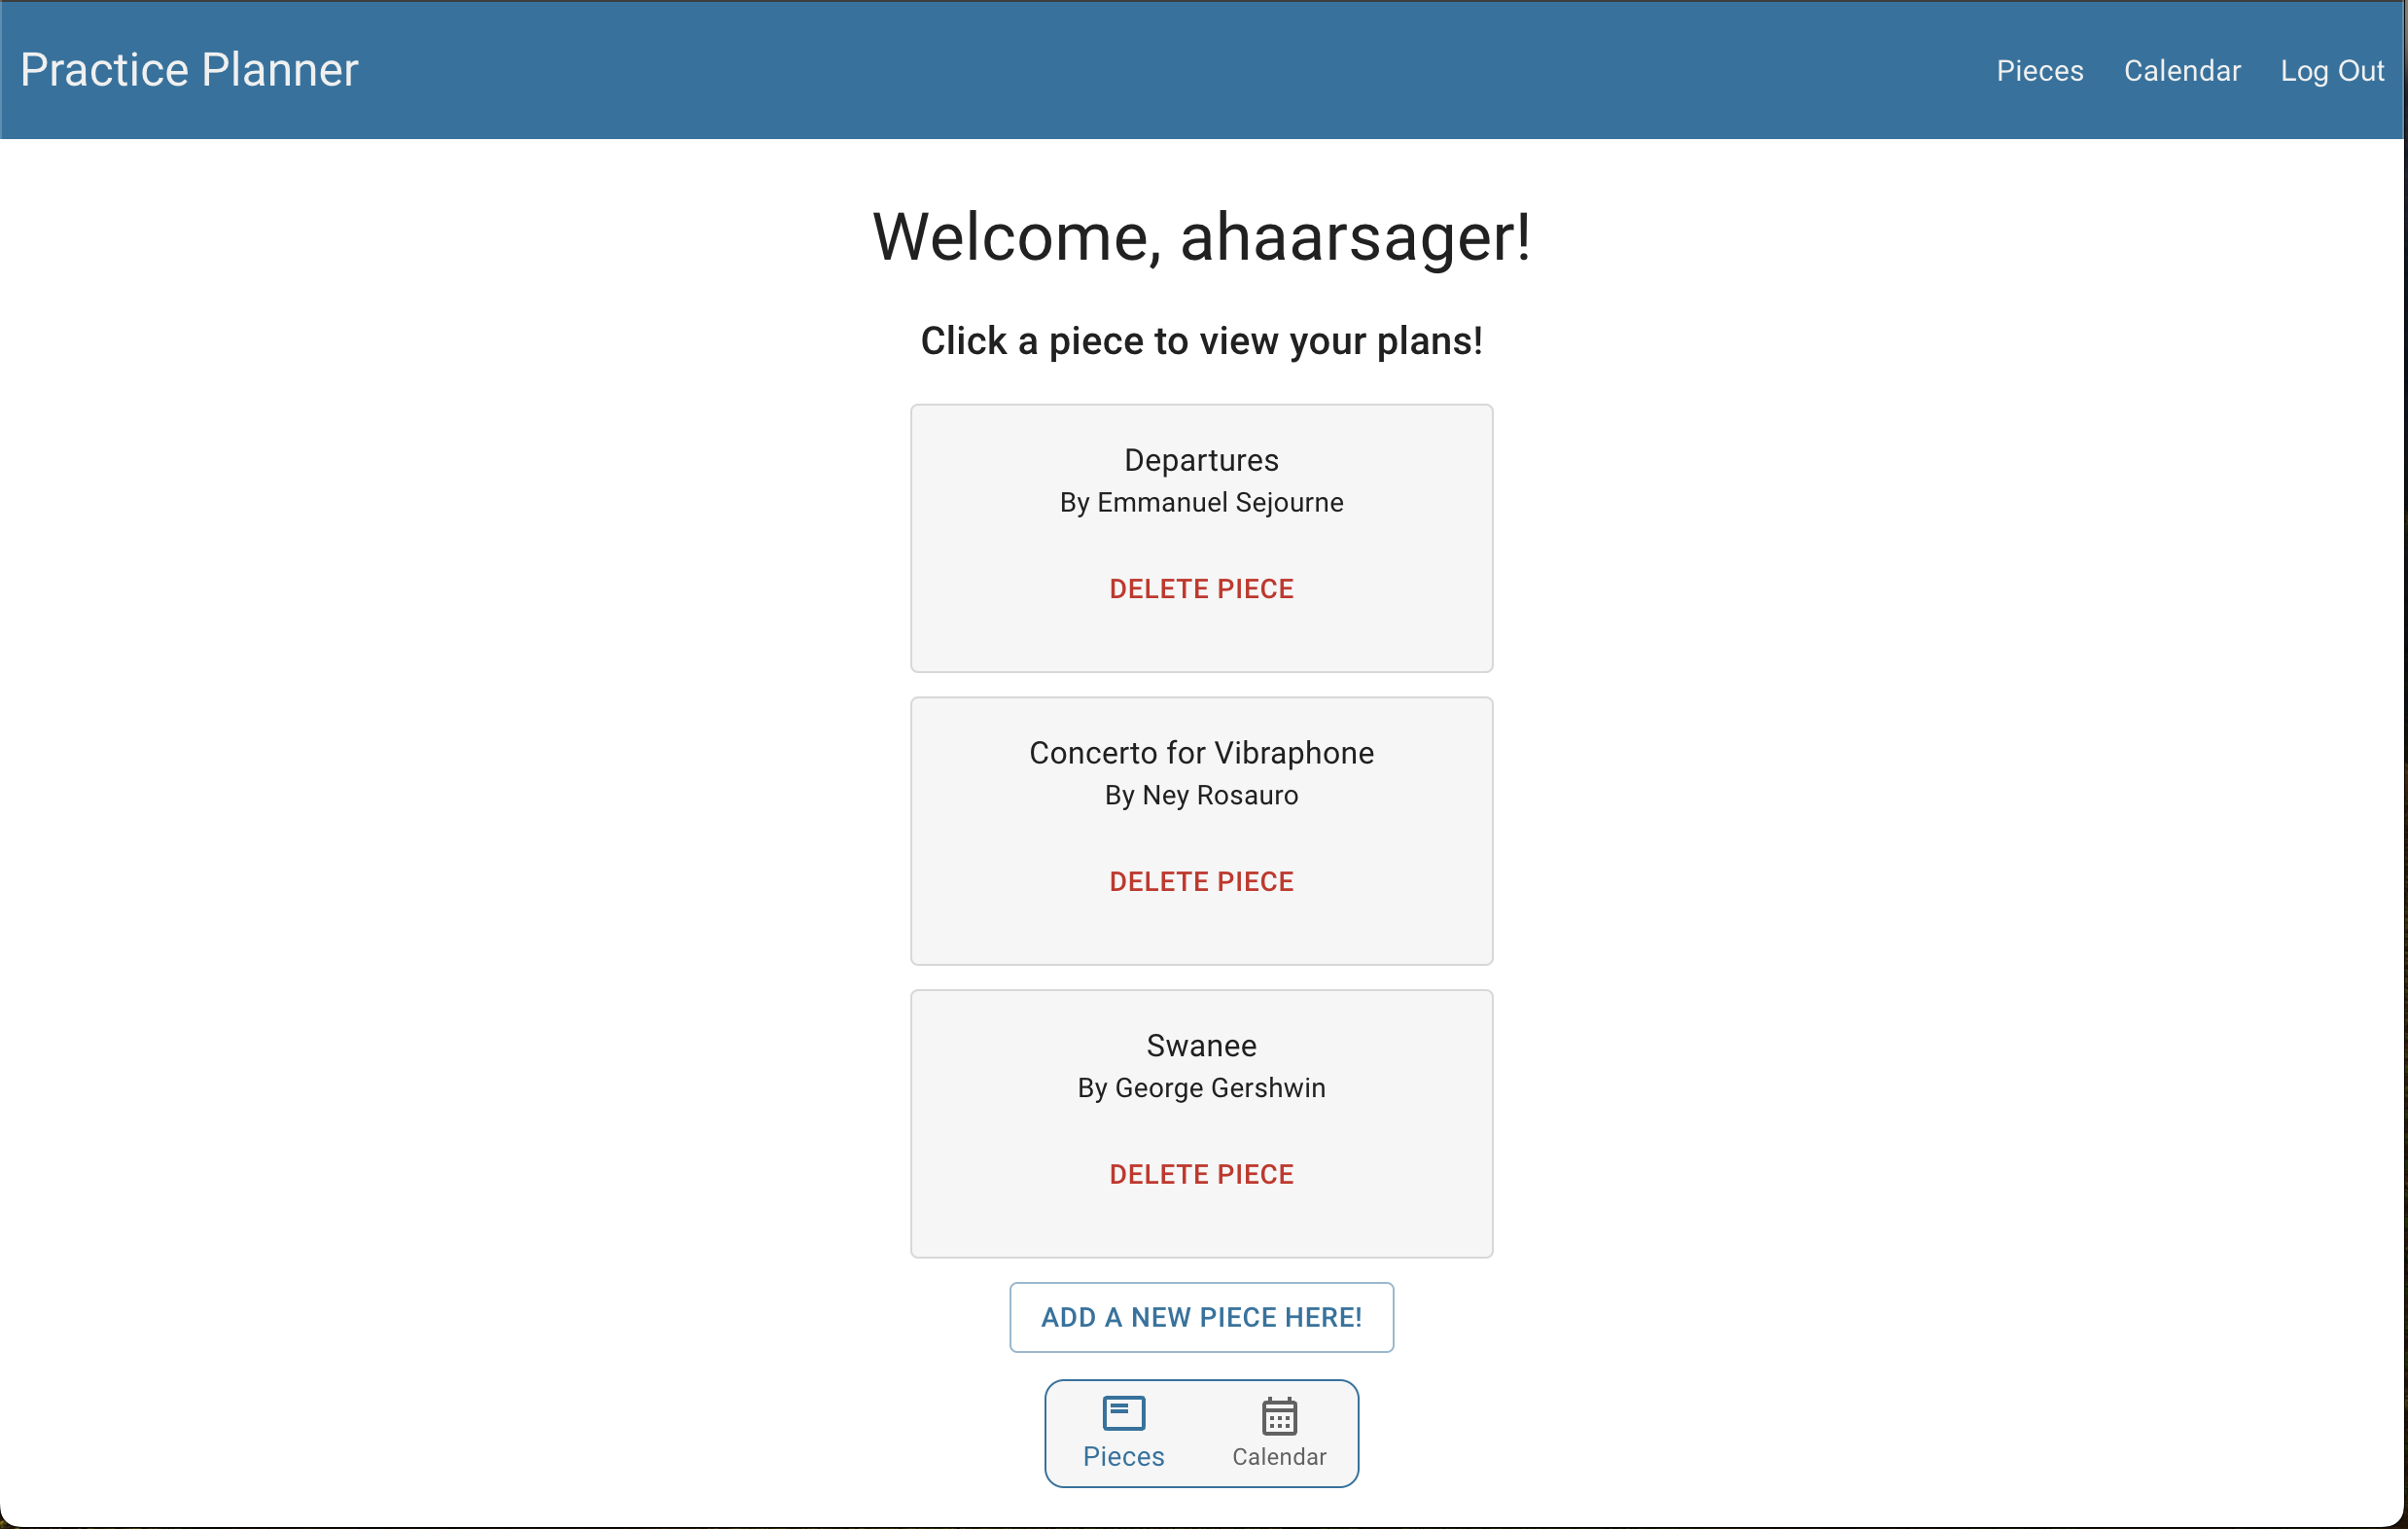 Practice Planner
Pieces Calendar Log Out
Welcome, ahaarsager!
Click a piece to view your plans!
Departures
By Emmanuel Sejourne
DELETE PIECE
Concerto for Vibraphone
By Ney Rosauro
DELETE PIECE
Swanee
By George Gershwin
DELETE PIECE
ADD A NEW PIECE HERE!
Pieces Calendar